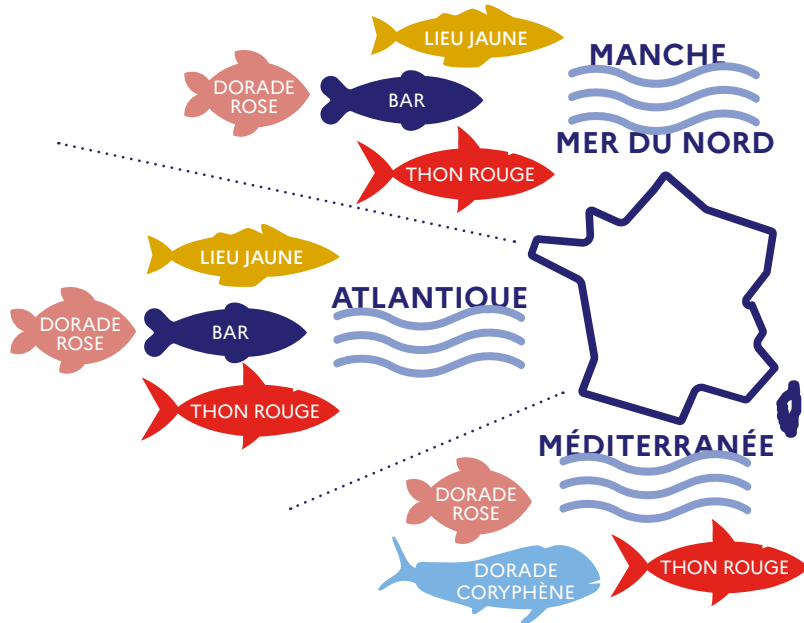 LIEU JAUNE
MANCHE
DORADE
ROSE
BAR
MER DU NORD
THON ROUGE
LIEU JAUNE
ATLANTIQUE
DORADE
ROSE
BAR
THON ROUGE
MÉDITERRANÉE
DORADE
ROSE
DORADE
CORYPHÈNE
THON ROUGE